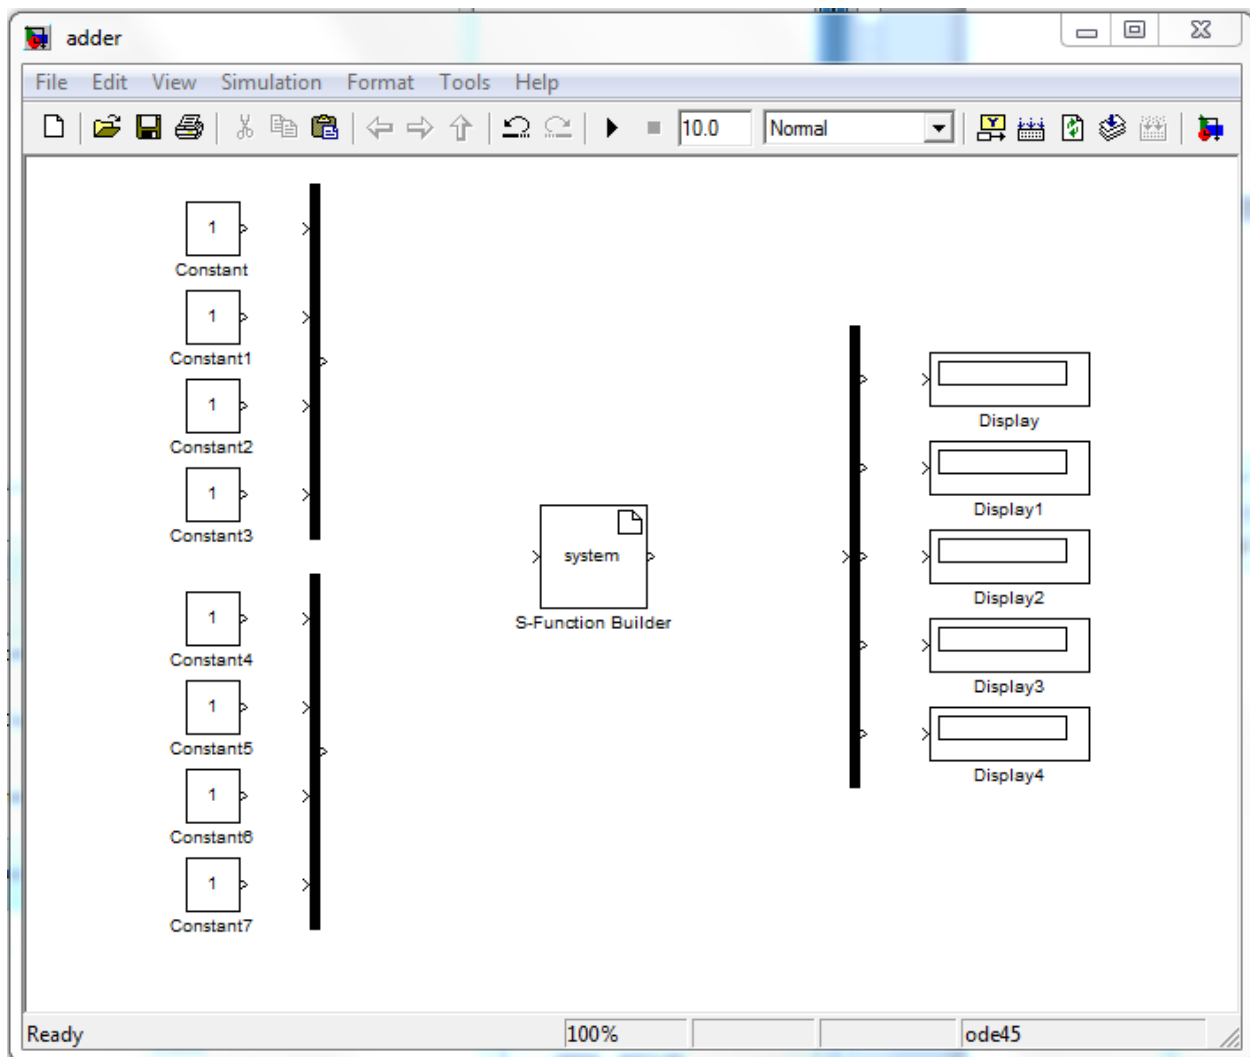 adder
File Edit View Simulation Format Tools Help
10.0 Normal
1
Constant
1
Constant1
1
Constant2
1
Constant3
1
Constant4
1
Constant5
1
Constant6
1
Constant7
system
S-Function Builder
Display
Display1
Display2
Display3
Display4
Ready 100% ode45